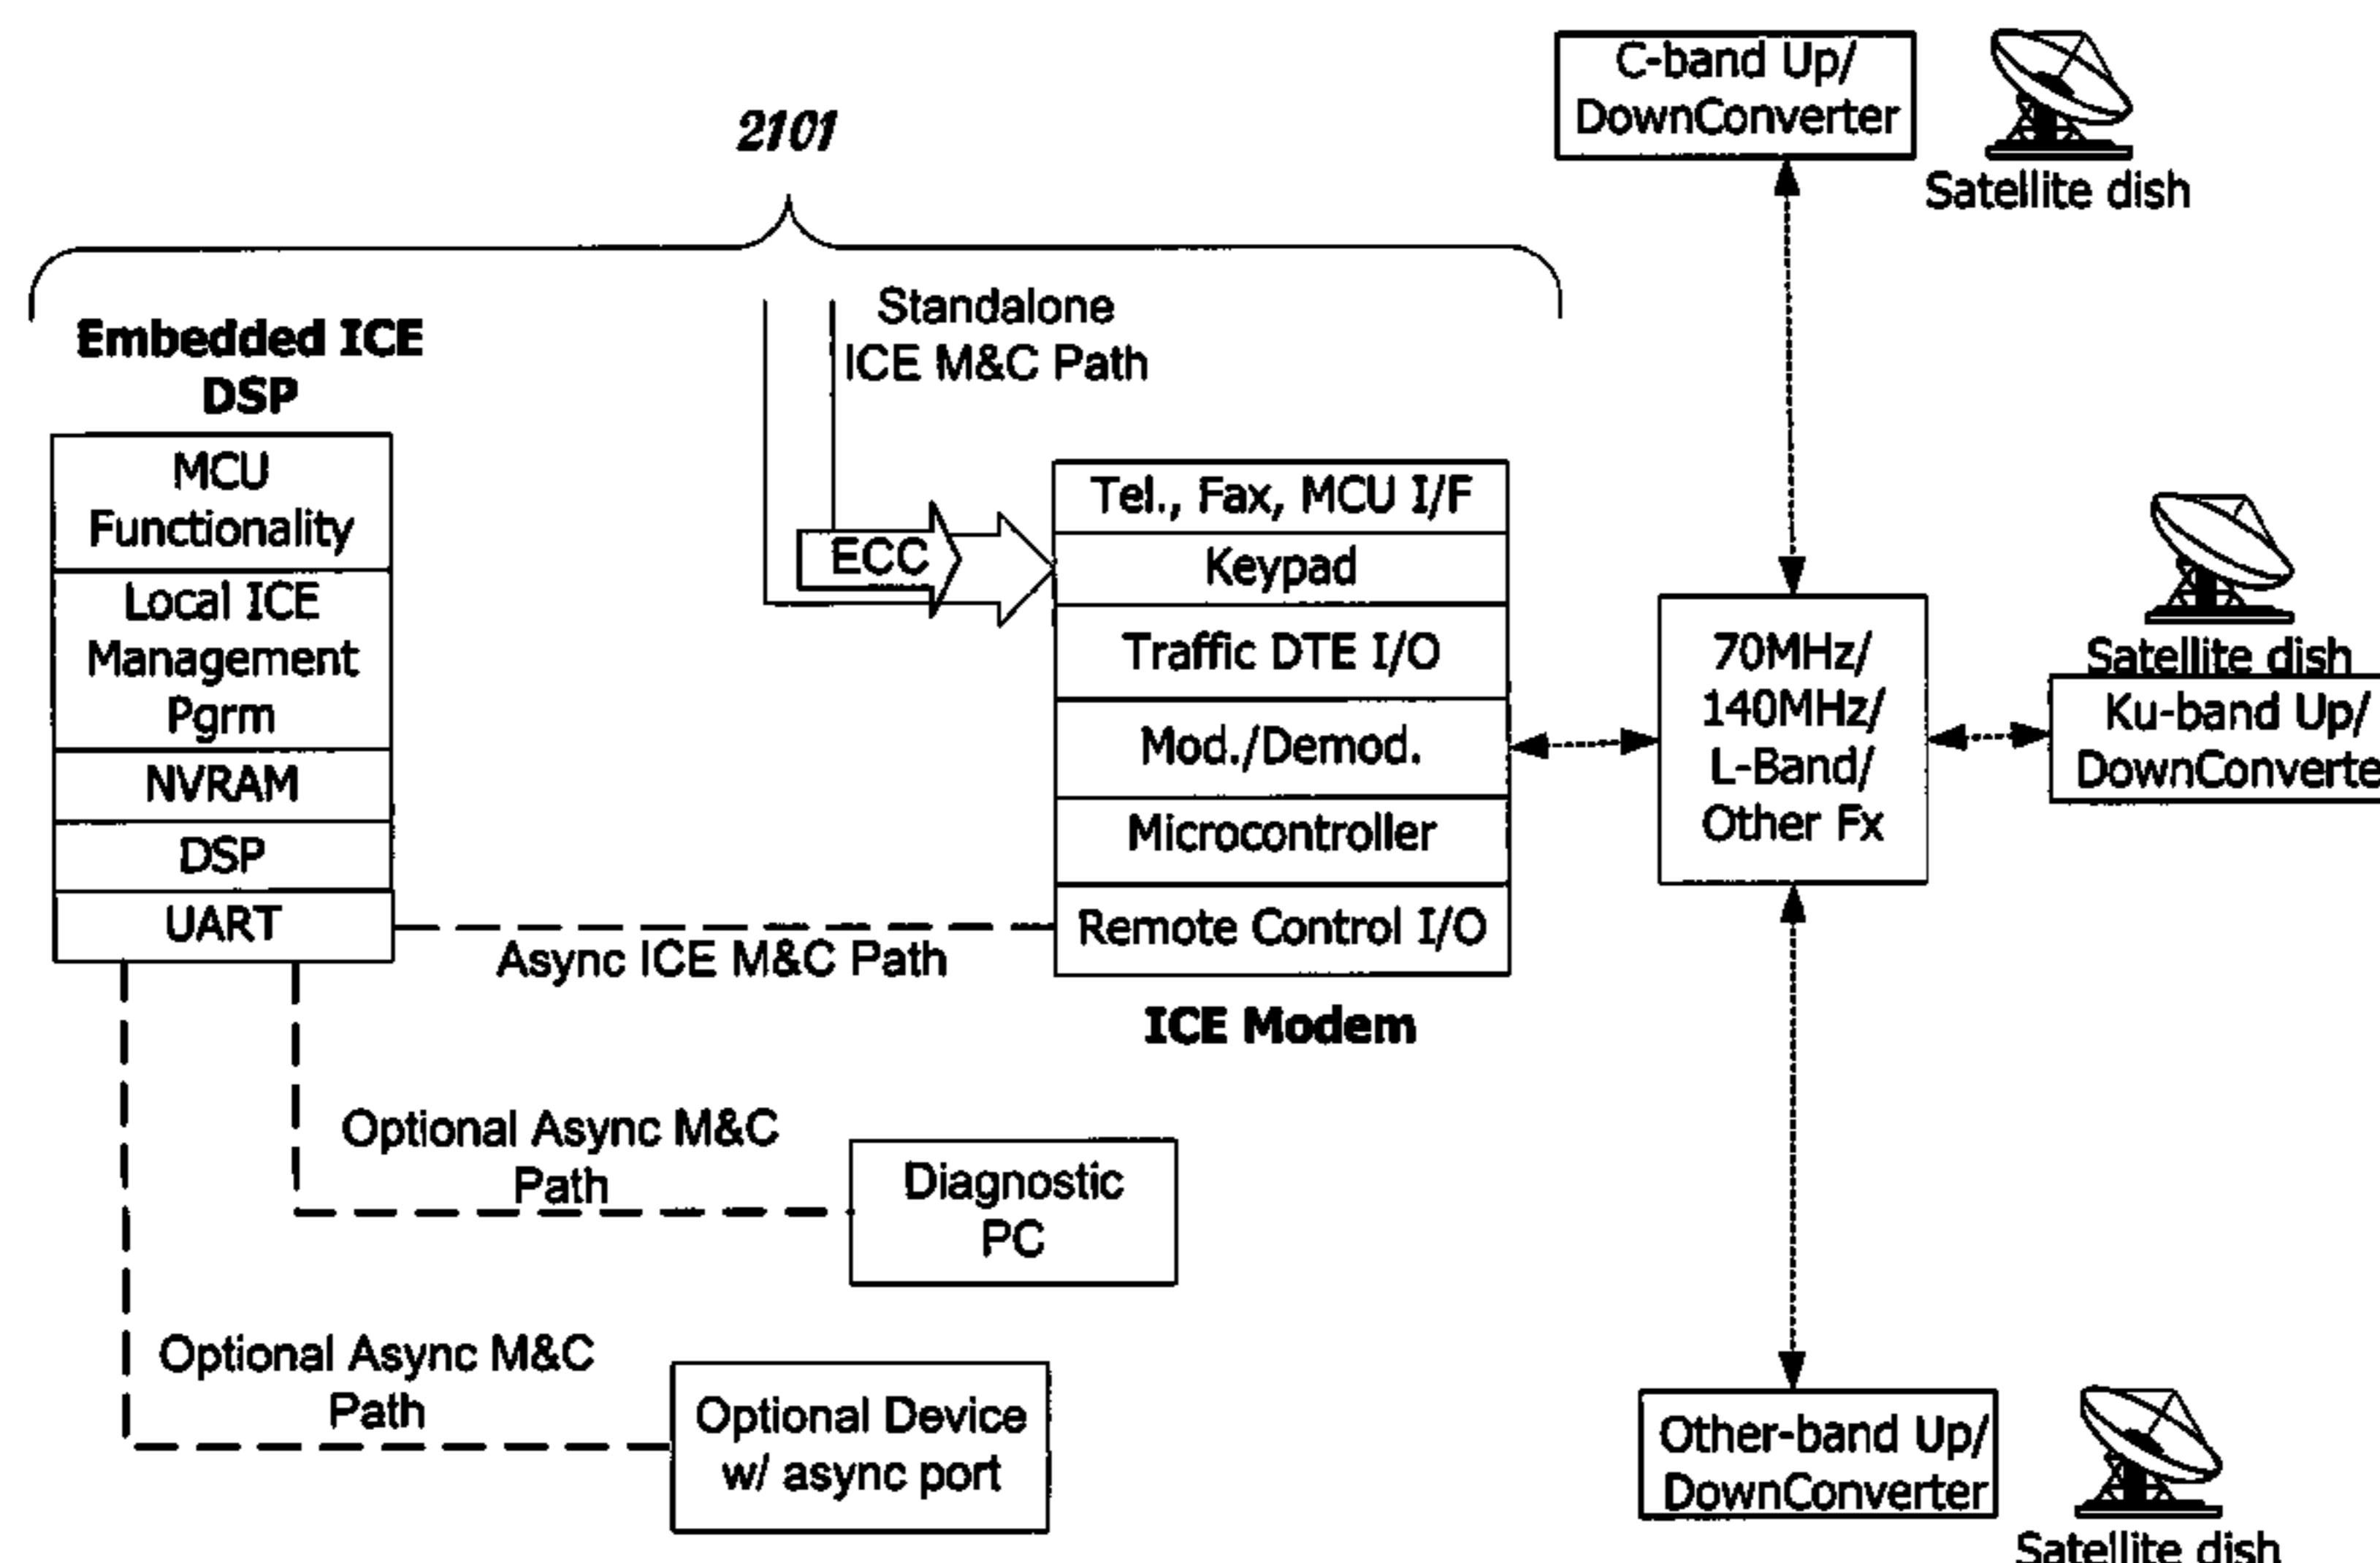 2101
Embedded ICE
DSP
MCU
Functionality
Local ICE
Management
Pgrm
NVRAM
DSP
UART
Standalone
ICE M&C Path
ECC
Tel., Fax, MCU I/F
Keypad
Traffic DTE I/O
Mod./Demod.
Microcontroller
Remote Control I/O
ICE Modem
Async ICE M&C Path
Optional Async M&C
Path
Diagnostic
PC
Optional Async M&C
Path
Optional Device
w/ async port
C-band Up/
DownConverter
Satellite dish
70MHz/
140MHz/
L-Band/
Other Fx
Satellite dish
Ku-band Up/
DownConverte
Other-band Up/
DownConverter
Satellite dish